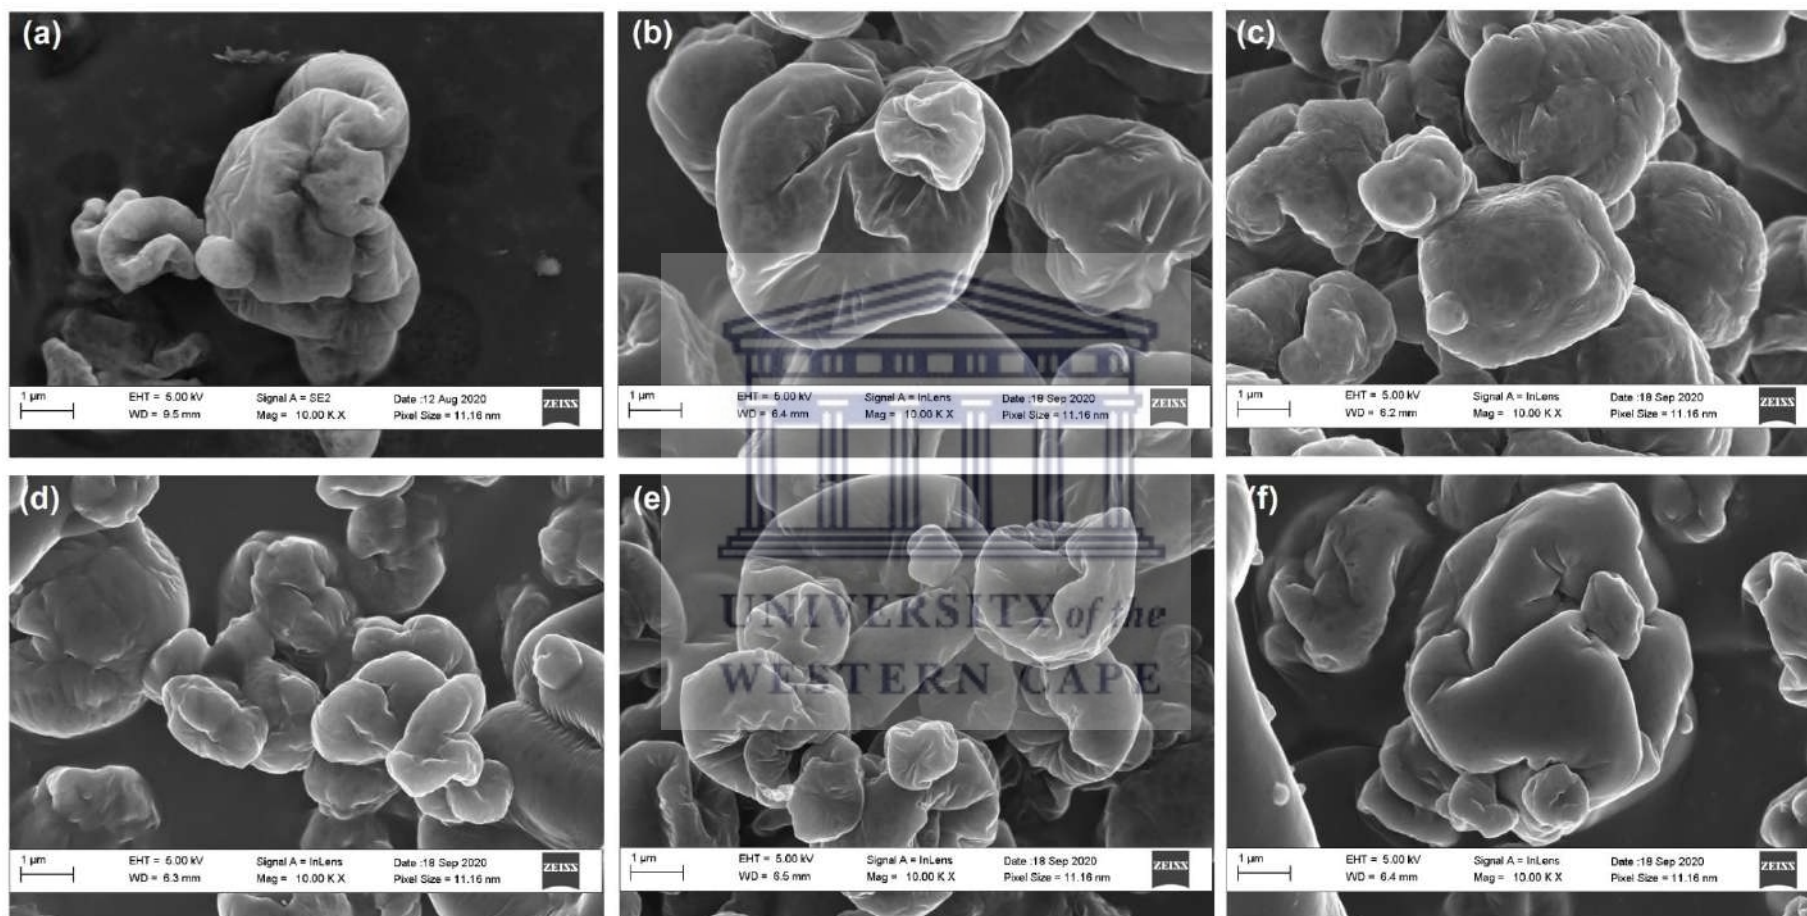 (a)
1 µm
EHT = 5.00 kV Signal A = SE2 Date :12 Aug 2020
WD = 9.5 mm Mag = 10.00 K X Pixel Size = 11.16 nm
ZEISS
(b)
1 µm
EHT = 5.00 kV Signal A = InLens Date :18 Sep 2020
WD = 6.4 mm Mag = 10.00 K X Pixel Size = 11.16 nm
ZEISS
(c)
1 µm
EHT = 5.00 kV Signal A = InLens Date :18 Sep 2020
WD = 6.2 mm Mag = 10.00 K X Pixel Size = 11.16 nm
ZEISS
(d)
1 µm
EHT = 5.00 kV Signal A = InLens Date :18 Sep 2020
WD = 6.3 mm Mag = 10.00 K X Pixel Size = 11.16 nm
ZEISS
(e)
1 µm
EHT = 5.00 kV Signal A = InLens Date :18 Sep 2020
WD = 6.5 mm Mag = 10.00 K X Pixel Size = 11.16 nm
ZEISS
(f)
1 µm
EHT = 5.00 kV Signal A = InLens Date :18 Sep 2020
WD = 6.4 mm Mag = 10.00 K X Pixel Size = 11.16 nm
ZEISS
UNIVERSITY of the
WESTERN CAPE